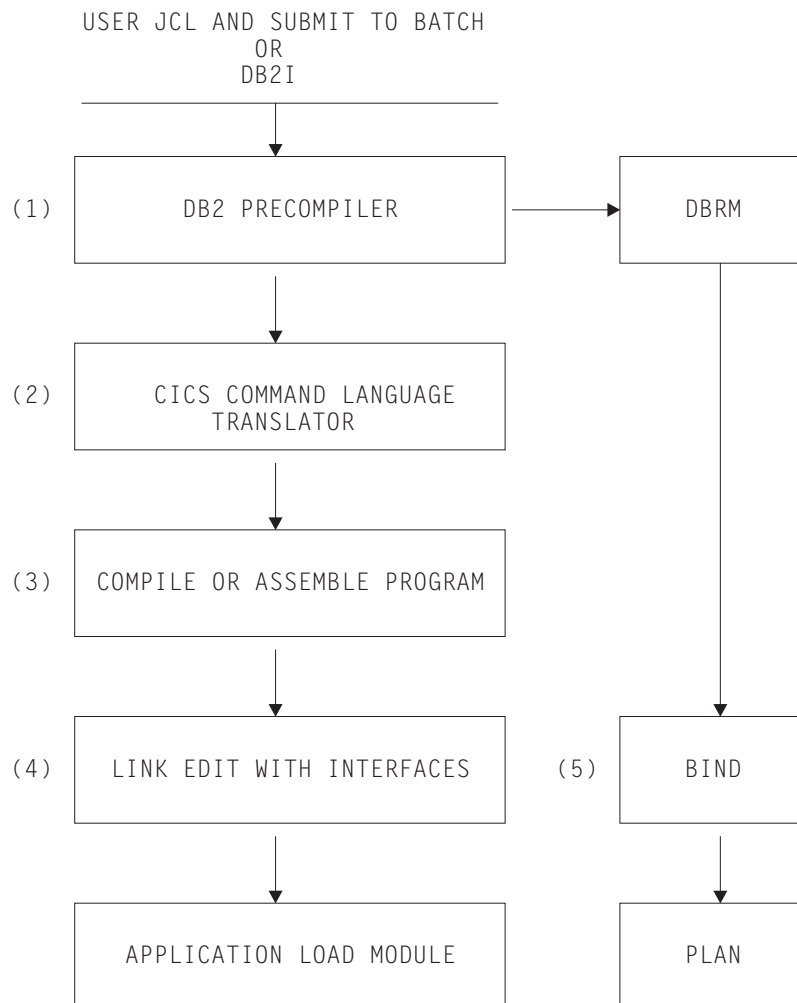 USER JCL AND SUBMIT TO BATCH
OR
DB2I
(1) DB2 PRECOMPILER DBRM
(2) CICS COMMAND LANGUAGE
TRANSLATOR
(3) COMPILE OR ASSEMBLE PROGRAM
(4) LINK EDIT WITH INTERFACES (5) BIND
APPLICATION LOAD MODULE PLAN